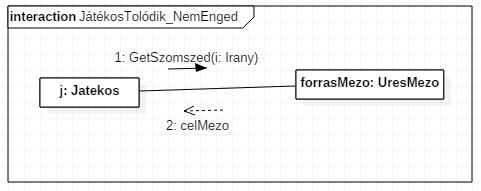 interaction JátékosTolódik_NemEnged
1: GetSzomszed(i: Irany)
j: Jatekos
forrasMezo: UresMezo
2: celMezo